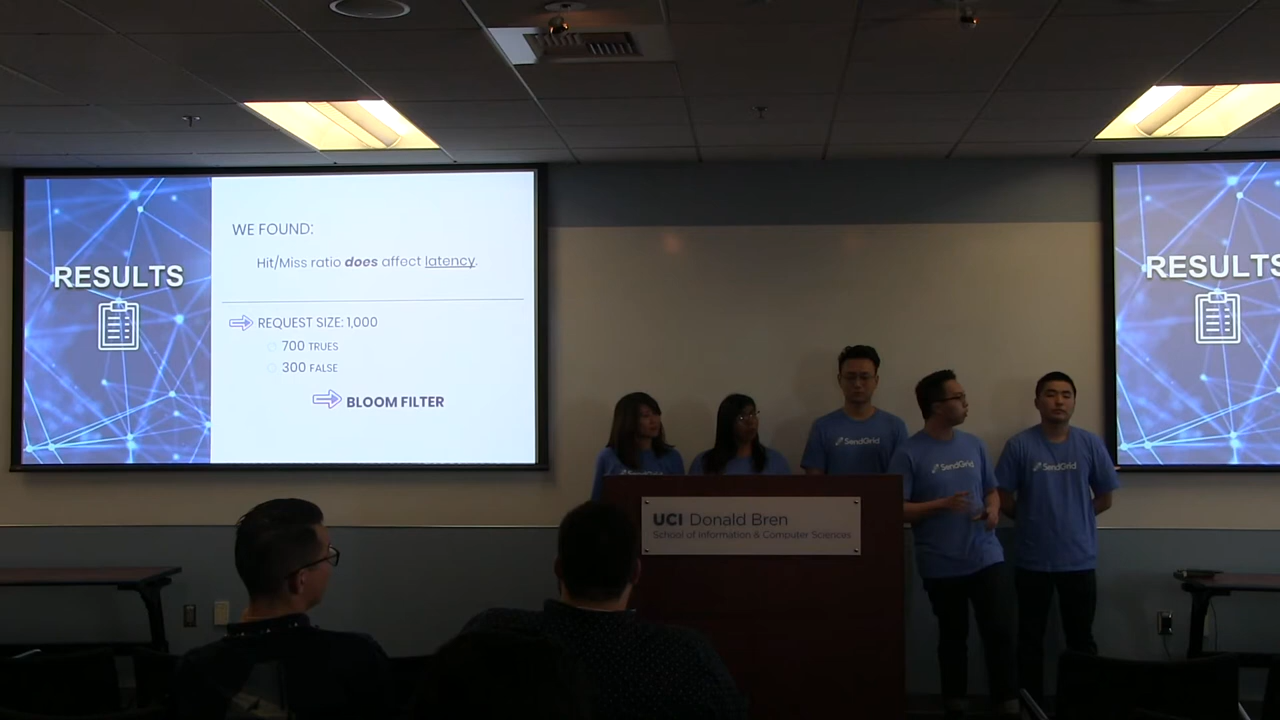 RESULTS
WE FOUND:
Hit/Miss ratio does affect latency.
REQUEST SIZE: 1,000
700 TRUES
300 FALSE
BLOOM FILTER
RESULTS
SendGrid
SendGrid
SendGrid
UCI Donald Bren
School of Information & Computer Sciences